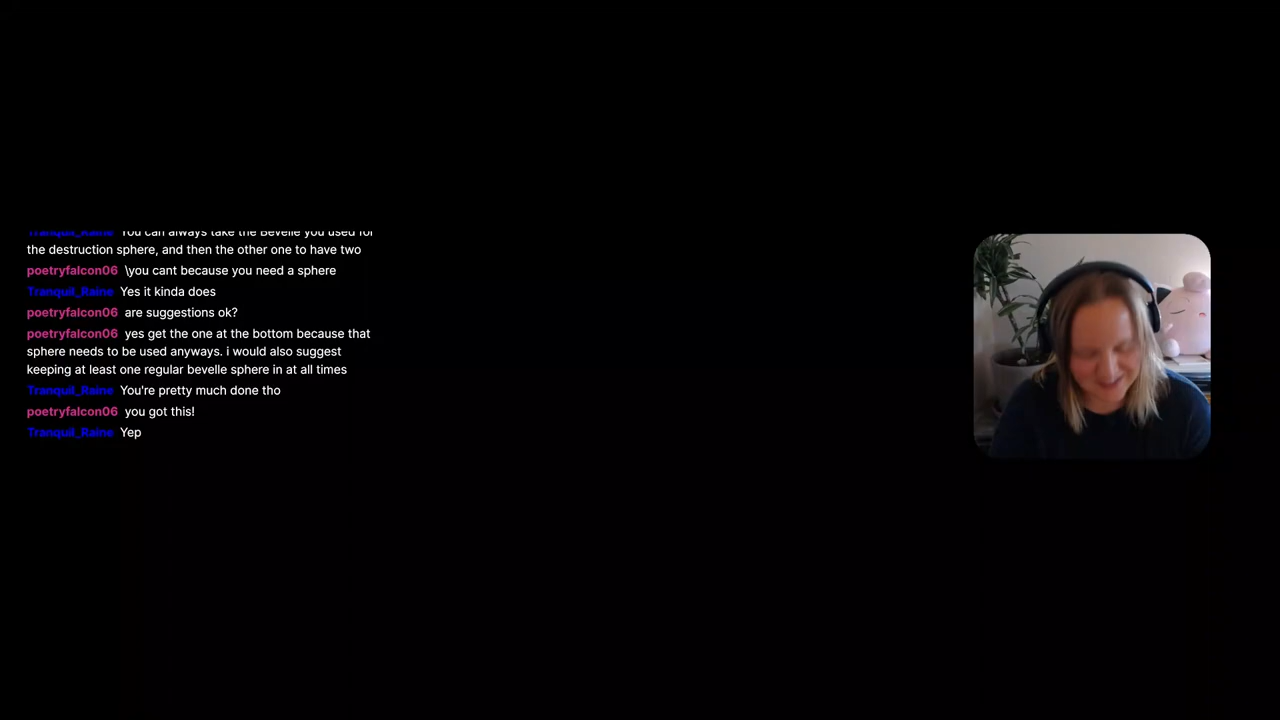 Tranquil_Raine You can always take the Bevelle you used for
the destruction sphere, and then the other one to have two
poetryfalcon06 \you cant because you need a sphere
Tranquil_Raine Yes it kinda does
poetryfalcon06 are suggestions ok?
poetryfalcon06 yes get the one at the bottom because that
sphere needs to be used anyways. i would also suggest
keeping at least one regular bevelle sphere in at all times
Tranquil_Raine You're pretty much done tho
poetryfalcon06 you got this!
Tranquil_Raine Yep